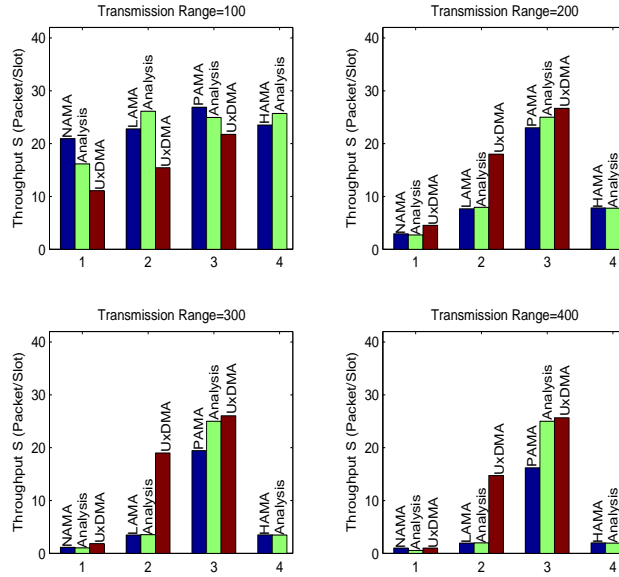 Transmission Range=100
Throughput S (Packet/Slot)
40
30
20
10
0
NAMA
Analysis
UxDMA
LAMA
Analysis
UxDMA
PAMA
Analysis
UxDMA
HAMA
Analysis
1 2 3 4
Transmission Range=200
Throughput S (Packet/Slot)
40
30
20
10
0
NAMA
Analysis
UxDMA
LAMA
Analysis
UxDMA
PAMA
Analysis
UxDMA
HAMA
Analysis
1 2 3 4
Transmission Range=300
Throughput S (Packet/Slot)
40
30
20
10
0
NAMA
Analysis
UxDMA
LAMA
Analysis
UxDMA
PAMA
Analysis
UxDMA
HAMA
Analysis
1 2 3 4
Transmission Range=400
Throughput S (Packet/Slot)
40
30
20
10
0
NAMA
Analysis
UxDMA
LAMA
Analysis
UxDMA
PAMA
Analysis
UxDMA
HAMA
Analysis
1 2 3 4